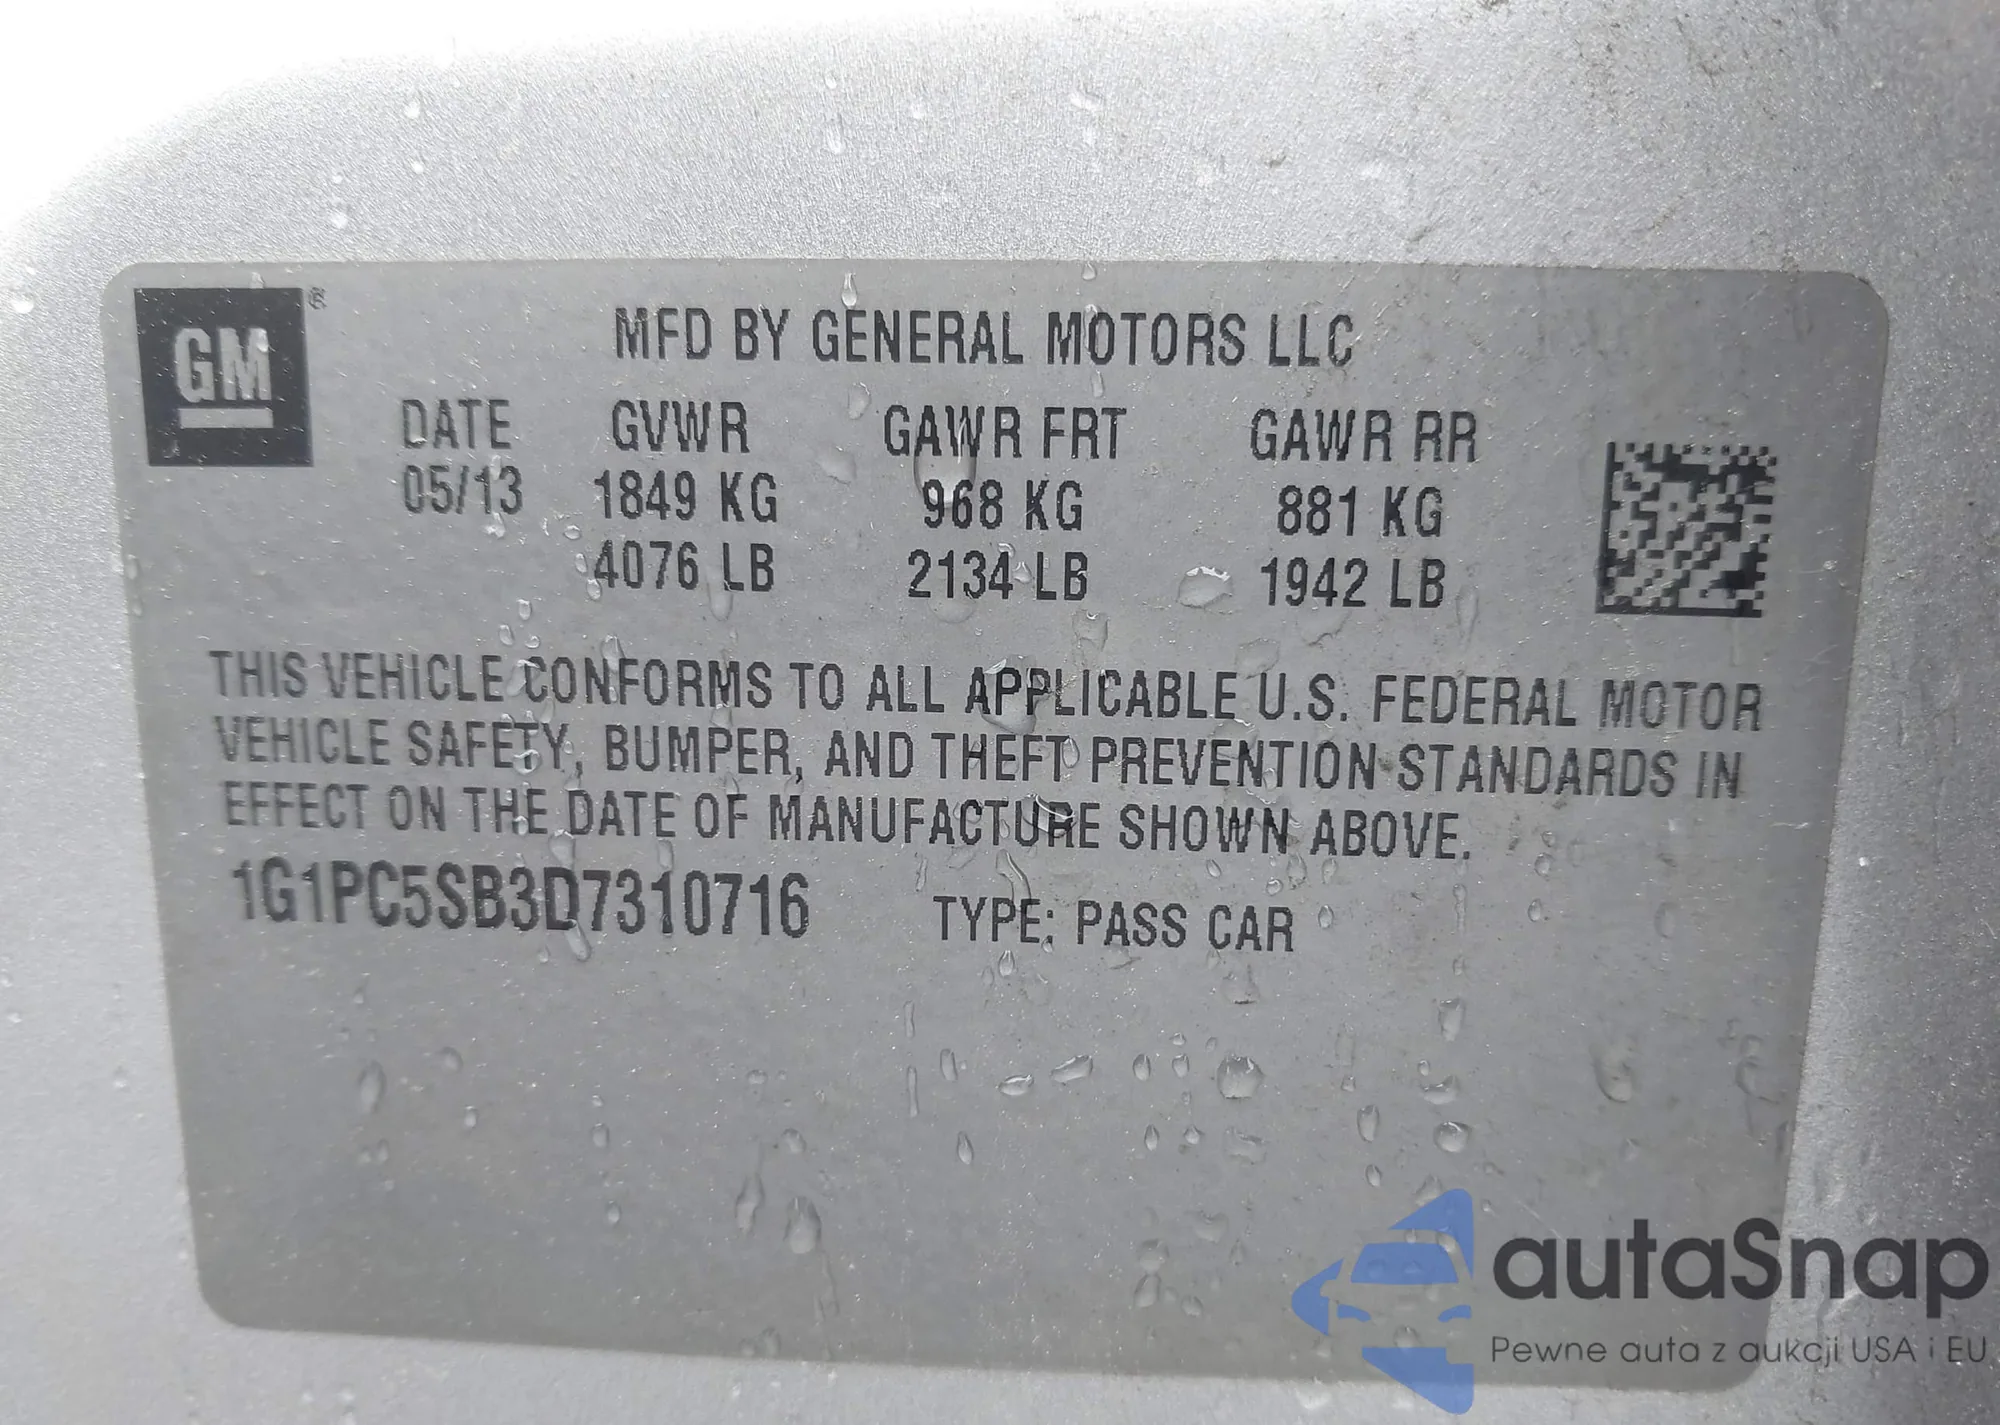 GM®
MFD BY GENERAL MOTORS LLC
DATE GVWR GAWR FRT GAWR RR
05/13 1849 KG 968 KG 881 KG
4076 LB 2134 LB 1942 LB
THIS VEHICLE CONFORMS TO ALL APPLICABLE U.S. FEDERAL MOTOR
VEHICLE SAFETY, BUMPER, AND THEFT PREVENTION STANDARDS IN
EFFECT ON THE DATE OF MANUFACTURE SHOWN ABOVE.
1G1PC5SB3D7310716 TYPE: PASS CAR
autaSnap
Pewne auta z aukcji USA i EU